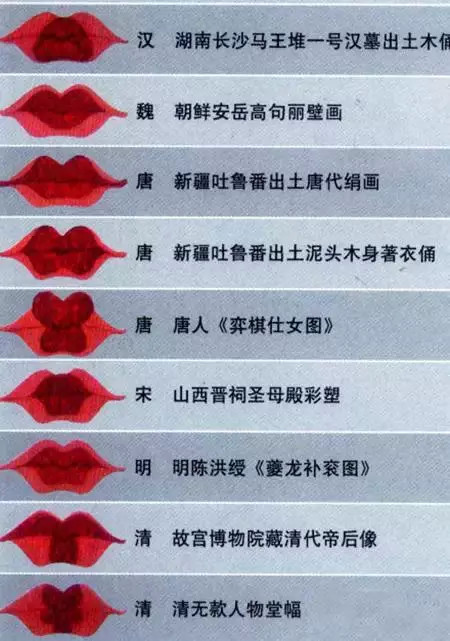 汉 湖南长沙马王堆一号汉墓出土木俑
魏 朝鲜安岳高句丽壁画
唐 新疆吐鲁番出土唐代绢画
唐 新疆吐鲁番出土泥头木身著衣俑
唐 唐人《弈棋仕女图》
宋 山西晋祠圣母殿彩塑
明 明陈洪绶《夔龙补衮图》
清 故宫博物院藏清代帝后像
清 清无款人物堂幅